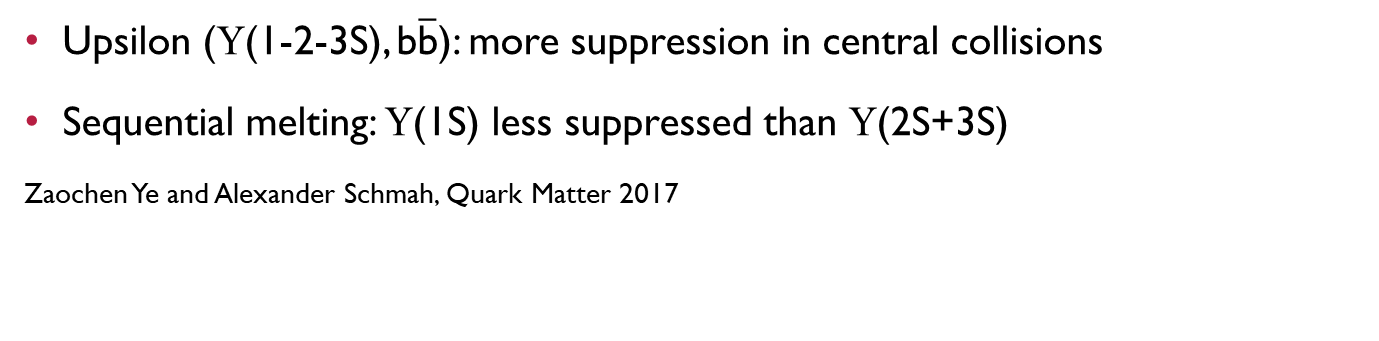 • Upsilon (ϒ(1-2-3S), bb̅): more suppression in central collisions
• Sequential melting: ϒ(1S) less suppressed than ϒ(2S+3S)
Zaochen Ye and Alexander Schmah, Quark Matter 2017